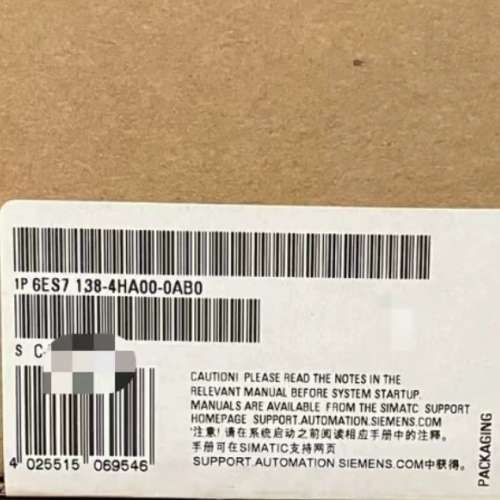 1P 6ES7 138-4HA00-0AB0
S C-
CAUTION! PLEASE READ THE NOTES IN THE
RELEVANT MANUAL BEFORE SYSTEM STARTUP.
MANUALS ARE AVAILABLE FROM THE SIMATC SUPPORT
HOMEPAGE SUPPORT.AUTOMATION.SIEMENS.COM
'注意! 请在系统启动之前阅读相应手册中的注释。
手册可在SIMATIC支持网页
SUPPORT.AUTOMATION SIEMENS.COM中获得。
4 025515 069546
PACKAGING